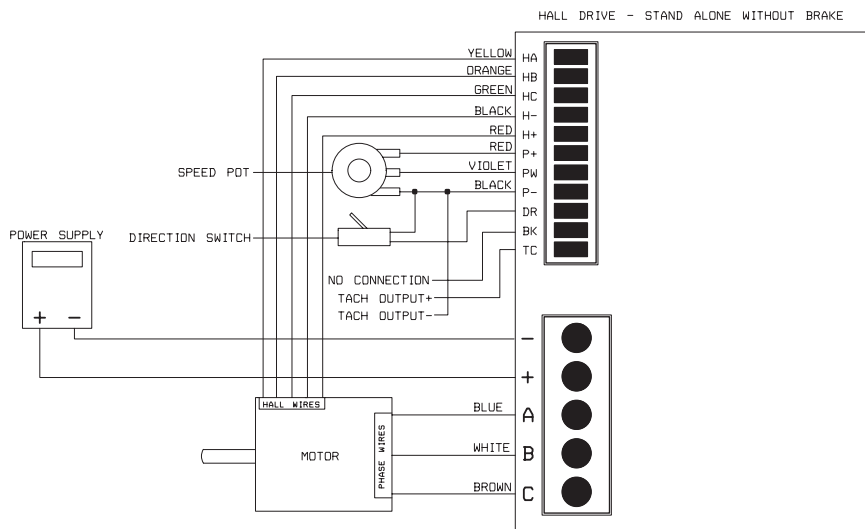 HALL DRIVE - STAND ALONE WITHOUT BRAKE
YELLOW HA
ORANGE HB
GREEN HC
BLACK H-
RED H+
RED P+
SPEED POT VIOLET PW
BLACK P-
DR
POWER SUPPLY DIRECTION SWITCH BK
TC
NO CONNECTION
TACH OUTPUT+
TACH OUTPUT-
+ -
-
+
HALL WIRES
BLUE A
MOTOR PHASE WIRES WHITE B
BROWN C